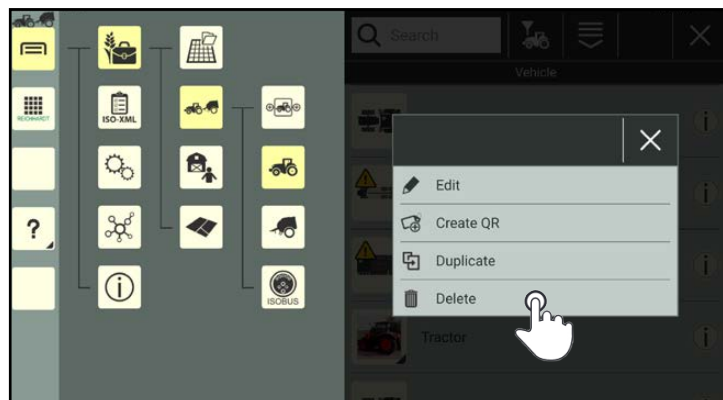 Search
Vehicle
REICHHARDT
ISO-XML
?
Edit
Create QR
Duplicate
Delete
ISOBUS
Tractor